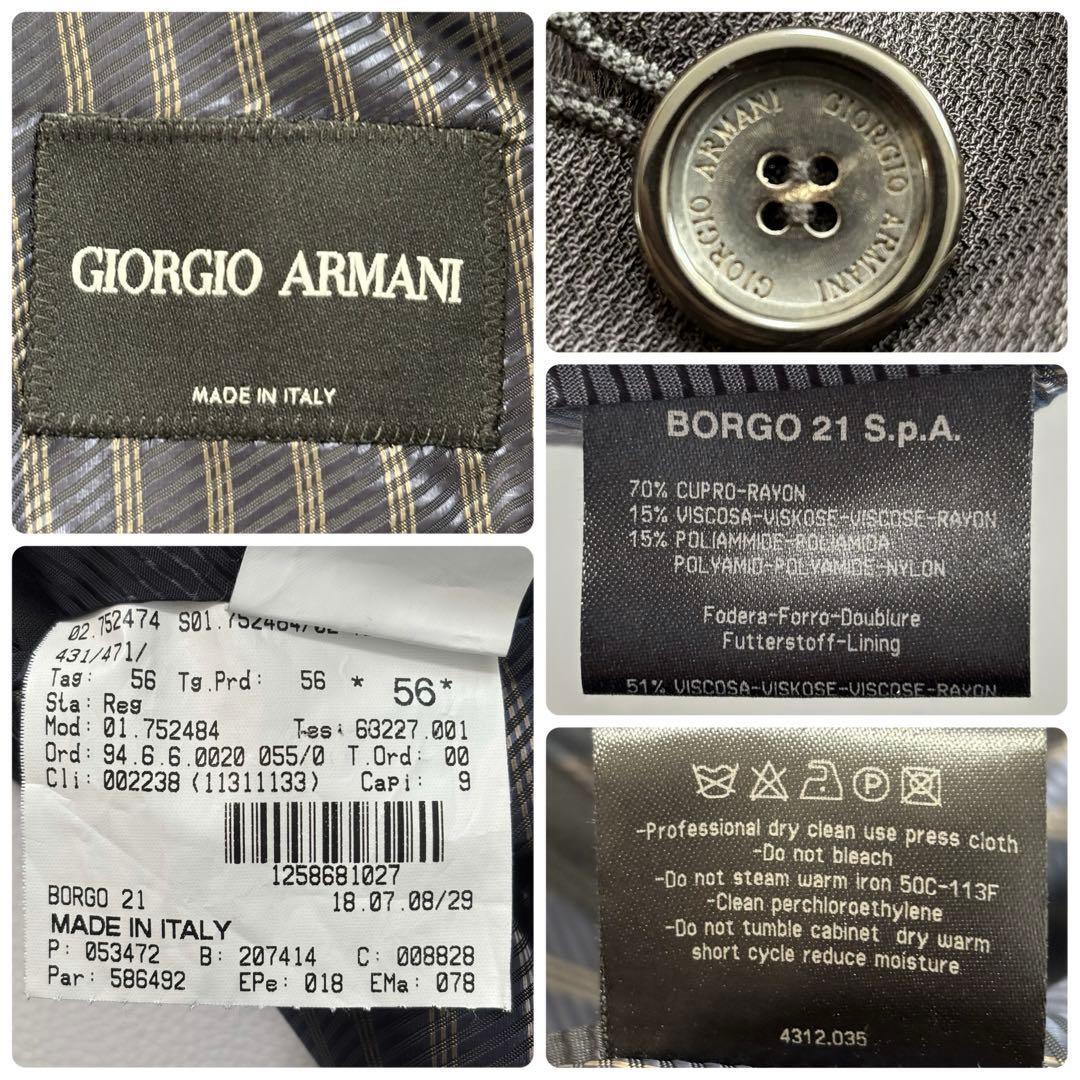 GIORGIO ARMANI
MADE IN ITALY
GIORGIO ARMANI GIORGIO ARMANI
BORGO 21 S.p.A.
70% CUPRO-RAYON
15% VISCOSA-VISKOSE-VISCOSE-RAYON
15% POLIAMMIDE-POLIAMIDA
POLYAMID-POLYAMIDE-NYLON
Fodera-Forro-Doublure
Futterstoff-Lining
51% VISCOSA-VISKOSE-VISCOSE-RAYON
02.752474 S01.752484/02
431/471/
Tag: 56 Tg.Prd: 56 * 56*
Sta: Reg
Mod: 01.752484 Tes: 63227.001
Ord: 94.6.6.0020 055/0 T.Ord: 00
Cli: 002238 (11311133) Capi: 9
1258681027
BORGO 21 18.07.08/29
MADE IN ITALY
P: 053472 B: 207414 C: 008828
Par: 586492 EPe: 018 EMa: 078
P
-Professional dry clean use press cloth
-Do not bleach
-Do not steam warm iron 50C-113F
-Clean perchloroethylene
-Do not tumble cabinet dry warm
short cycle reduce moisture
4312.035